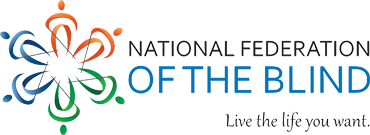 NATIONAL FEDERATION
OF THE BLIND
Live the life you want.